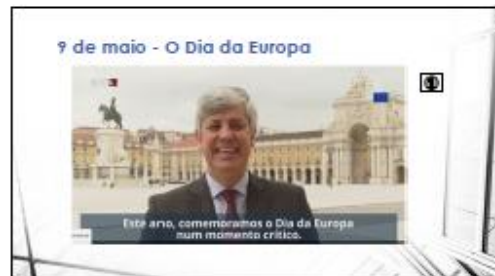 9 de maio - O Dia da Europa
Este ano, comemoramos o Dia da Europa
num momento crítico.